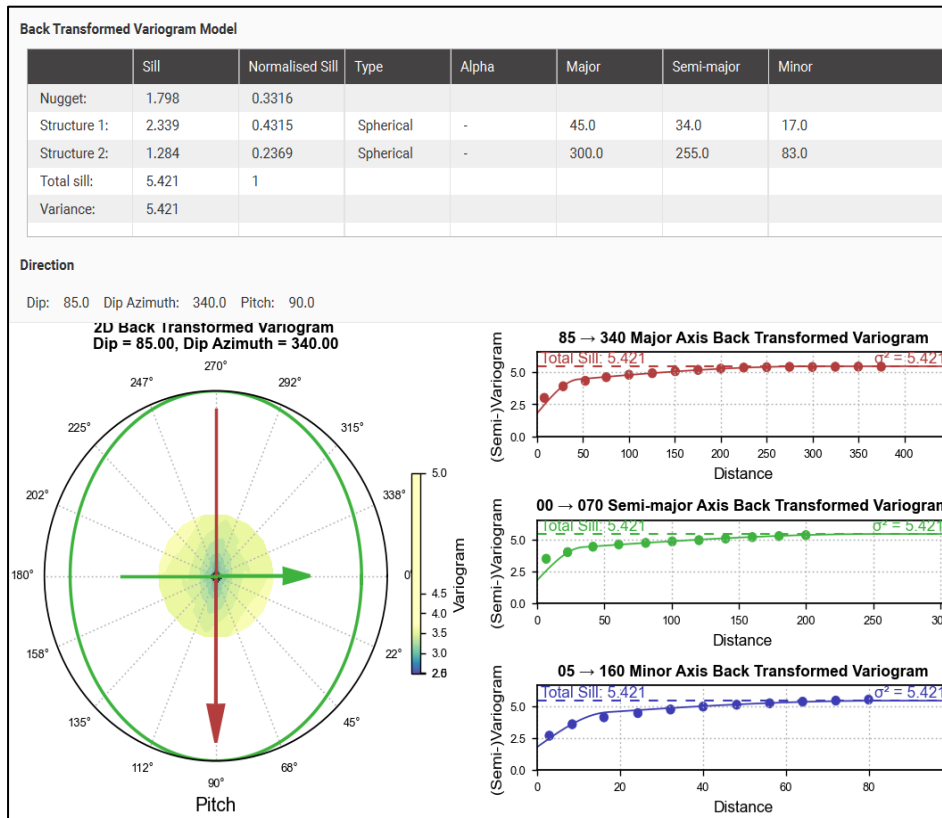 Back Transformed Variogram Model
Sill Normalised Sill Type Alpha Major Semi-major Minor
Nugget: 1.798 0.3316
Structure 1: 2.339 0.4315 Spherical - 45.0 34.0 17.0
Structure 2: 1.284 0.2369 Spherical - 300.0 255.0 83.0
Total sill: 5.421 1
Variance: 5.421
Direction
Dip: 85.0 Dip Azimuth: 340.0 Pitch: 90.0
2D Back Transformed Variogram
Dip = 85.00, Dip Azimuth = 340.00
270°
247° 292°
225° 315°
202° 338°
180° 0°
158° 22°
135° 45°
112° 68°
90°
Pitch
5.0
4.5
4.0
3.5
3.0
2.6
Variogram
85 → 340 Major Axis Back Transformed Variogram
Total Sill: 5.421 σ² = 5.421
5.0
2.5
0.0
(Semi-)Variogram
0 50 100 150 200 250 300 350 400
Distance
00 → 070 Semi-major Axis Back Transformed Variogram
Total Sill: 5.421 σ² = 5.421
5.0
2.5
0.0
(Semi-)Variogram
0 50 100 150 200 250 300
Distance
05 → 160 Minor Axis Back Transformed Variogram
Total Sill: 5.421 σ² = 5.421
5.0
2.5
0.0
(Semi-)Variogram
0 20 40 60 80
Distance